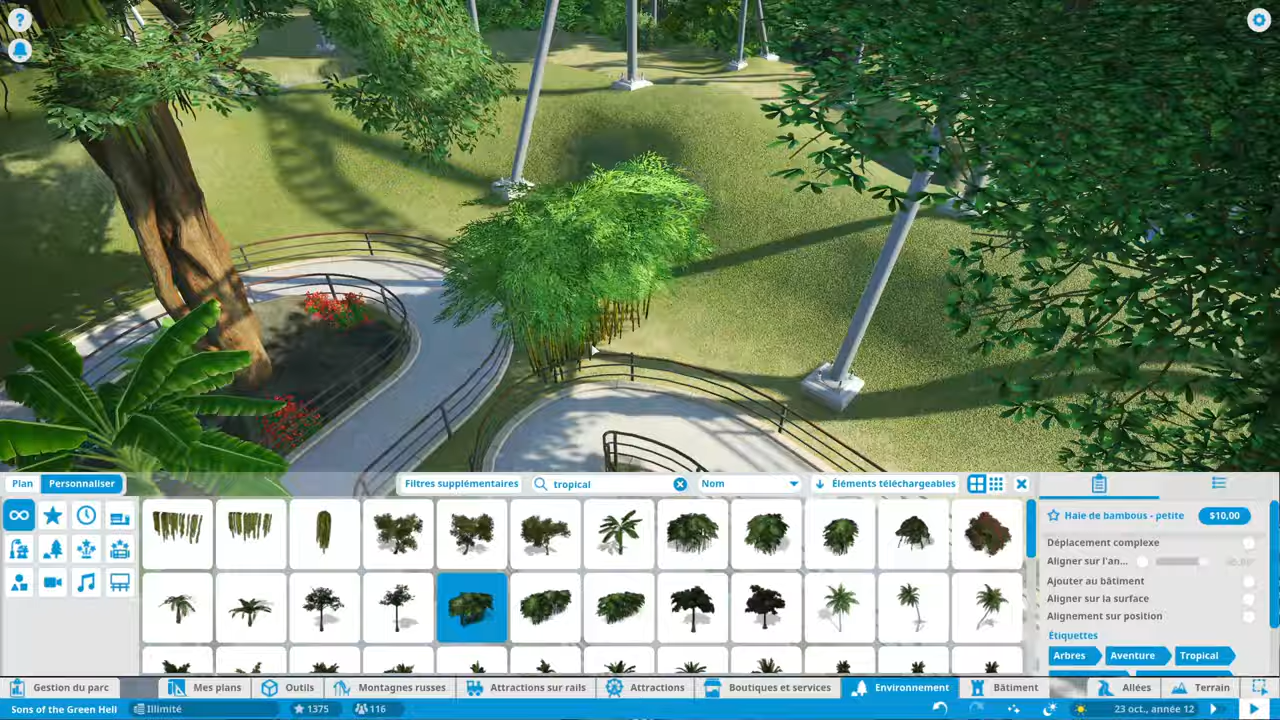 ?
Plan Personnaliser Filtres supplémentaires tropical Nom Éléments téléchargeables
Haie de bambous - petite $10,00
Déplacement complexe
Aligner sur l'an...
Ajouter au bâtiment
Aligner sur la surface
Alignement sur position
Étiquettes
Arbres Aventure Tropical
Gestion du parc Mes plans Outils Montagnes russes Attractions sur rails Attractions Boutiques et services Environnement Bâtiment Allées Terrain
Sons of the Green Hell Illimité 1375 116 23 oct., année 12